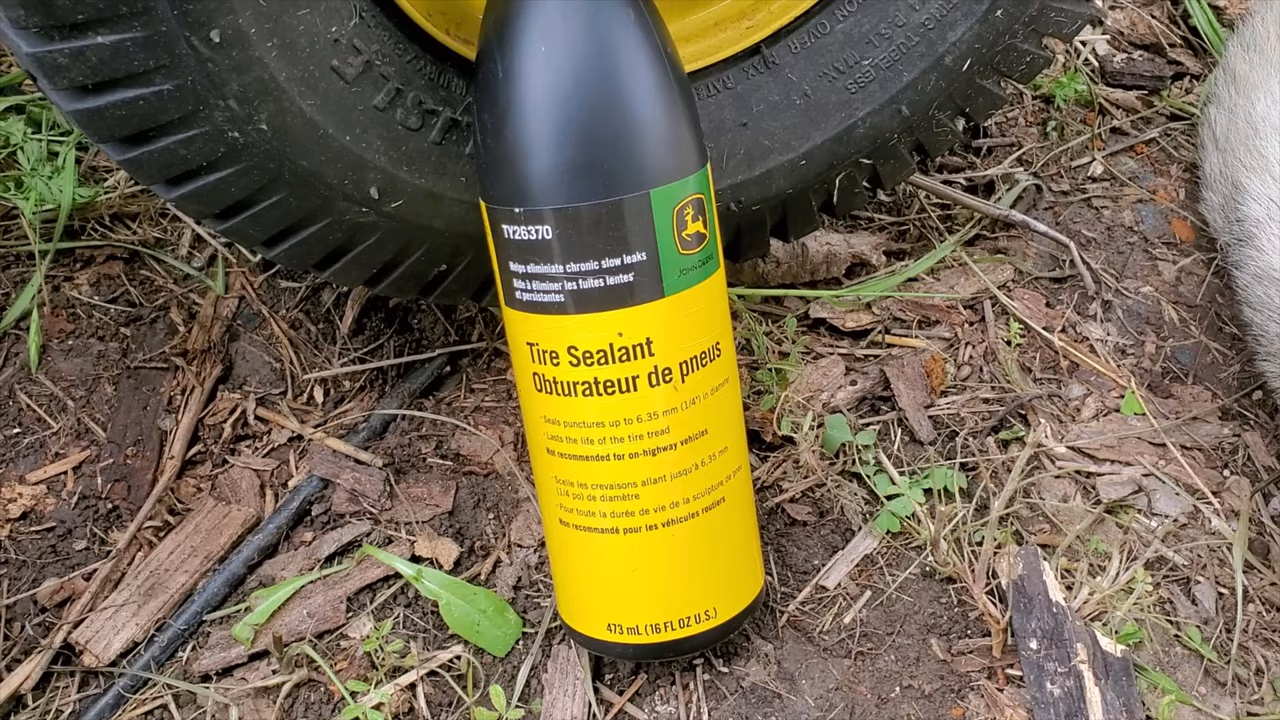 TY26370
Helps eliminiate chronic slow leaks
Aide à éliminer les fuites lentes
et persistantes
JOHN DEERE
Tire Sealant
Obturateur de pneus
· Seals punctures up to 6.35 mm (1/4") in diameter
· Lasts the life of the tire tread
Not recommended for on-highway vehicles
· Scelle les crevaisons allant jusqu'à 6,35 mm
(1/4 po) de diamètre
· Pour toute la durée de vie de la sculpture de pneu
Non recommandé pour les véhicules routiers
473 mL (16 FL OZ U.S.)
TUBELESS
MAX RATED
P.S.I. MAX.